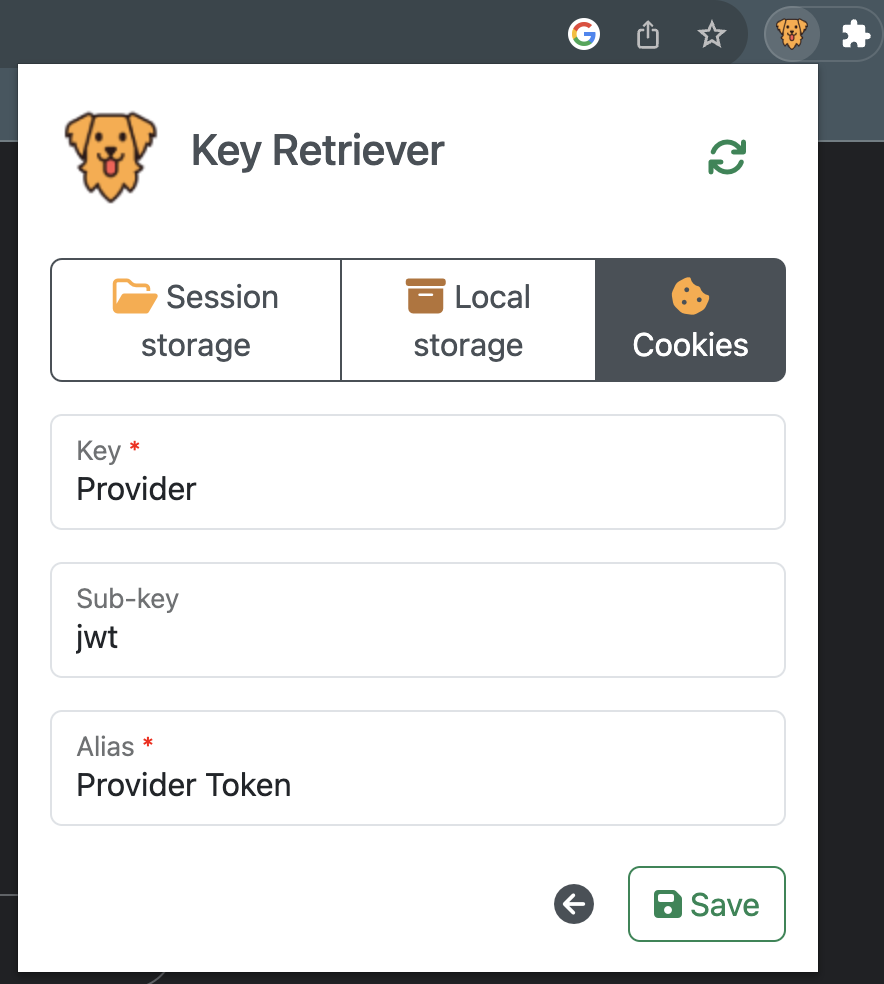 Key Retriever
Session
storage
Local
storage
Cookies
Key *
Provider
Sub-key
jwt
Alias *
Provider Token
Save